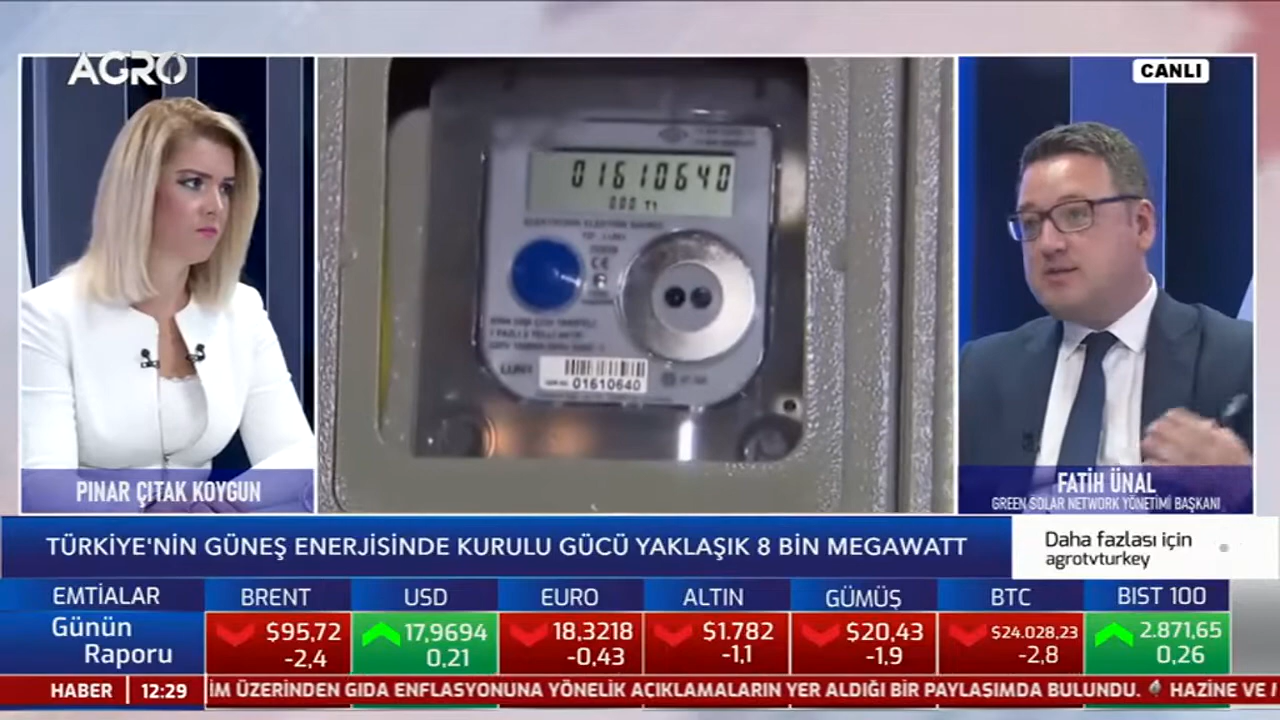 AGRO
CANLI
01610640
T1
CE
LUNA
01610640
PINAR ÇITAK KOYGUN
FATİH ÜNAL
GREEN SOLAR NETWORK YÖNETİMİ BAŞKANI
TÜRKİYE'NİN GÜNEŞ ENERJİSİNDE KURULU GÜCÜ YAKLAŞIK 8 BİN MEGAWATT
Daha fazlası için
agrotvturkey
EMTİALAR BRENT USD EURO ALTIN GÜMÜŞ BTC BIST 100
Günün Raporu
$95,72 17,9694 18,3218 $1.782 $20,43 $24.028,23 2.871,65
-2,4 0,21 -0,43 -1,1 -1,9 -2,8 0,26
HABER 12:29 İM ÜZERİNDEN GIDA ENFLASYONUNA YÖNELİK AÇIKLAMALARIN YER ALDIĞI BİR PAYLAŞIMDA BULUNDU. HAZİNE VE